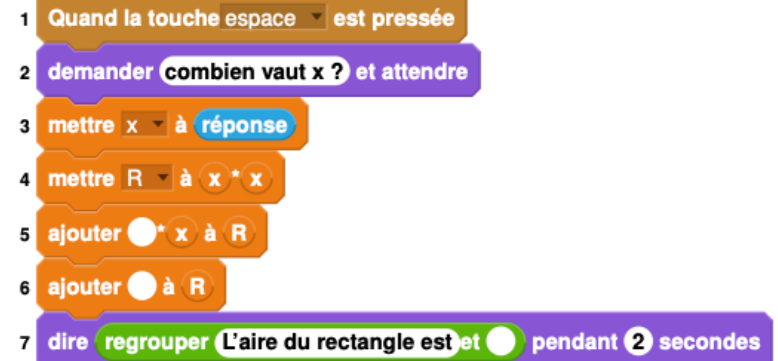 1 Quand la touche espace est pressée
2 demander combien vaut x ? et attendre
3 mettre x à réponse
4 mettre R à x * x
5 ajouter * x à R
6 ajouter à R
7 dire regrouper L'aire du rectangle est et pendant 2 secondes